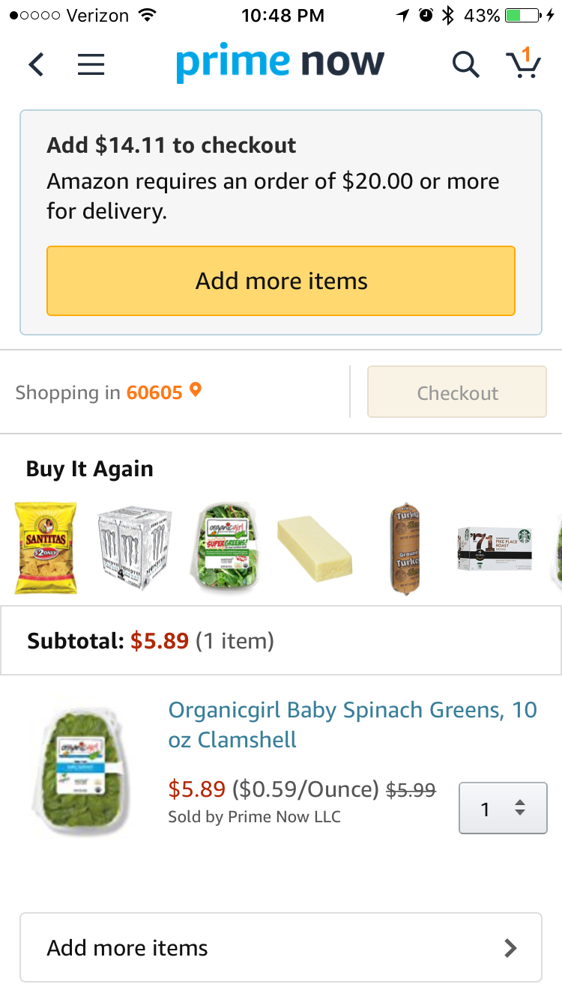 Verizon 10:48 PM 43%
prime now 1
Add $14.11 to checkout
Amazon requires an order of $20.00 or more
for delivery.
Add more items
Shopping in 60605
Checkout
Buy It Again
SANTITAS
$2 ONLY
organicgirl
SUPERGREENS!
Turkey
Ground
Turkey
'71
PIKE PLACE
ROAST
Subtotal: $5.89 (1 item)
Organicgirl Baby Spinach Greens, 10
oz Clamshell
organicgirl
$5.89 ($0.59/Ounce) $5.99
Sold by Prime Now LLC
1
Add more items